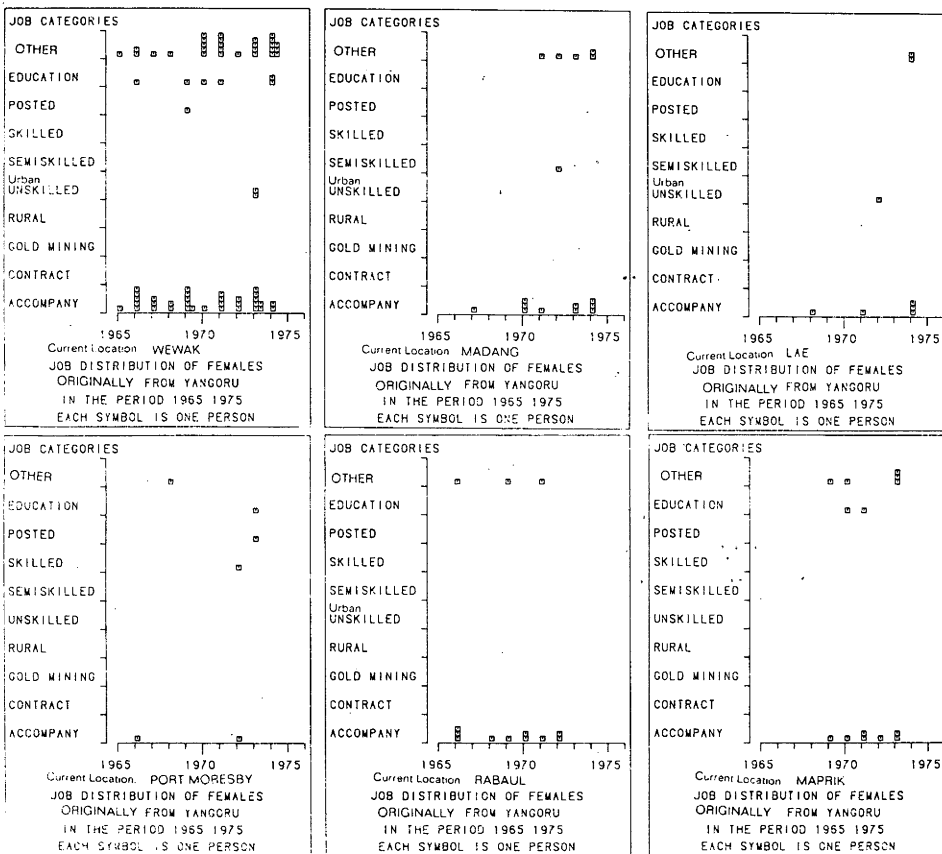 JOB CATEGORIES
OTHER
EDUCATION
POSTED
SKILLED
SEMISKILLED
Urban
UNSKILLED
RURAL
GOLD MINING
CONTRACT
ACCOMPANY
1965 1970 1975
Current Location WEWAK
JOB DISTRIBUTION OF FEMALES
ORIGINALLY FROM YANGORU
IN THE PERIOD 1965 1975
EACH SYMBOL IS ONE PERSON
JOB CATEGORIES
OTHER
EDUCATION
POSTED
SKILLED
SEMISKILLED
Urban
UNSKILLED
RURAL
GOLD MINING
CONTRACT
ACCOMPANY
1965 1970 1975
Current Location MADANG
JOB DISTRIBUTION OF FEMALES
ORIGINALLY FROM YANGORU
IN THE PERIOD 1965 1975
EACH SYMBOL IS ONE PERSON
JOB CATEGORIES
OTHER
EDUCATION
POSTED
SKILLED
SEMISKILLED
Urban
UNSKILLED
RURAL
GOLD MINING
CONTRACT
ACCOMPANY
1965 1970 1975
Current Location LAE
JOB DISTRIBUTION OF FEMALES
ORIGINALLY FROM YANGORU
IN THE PERIOD 1965 1975
EACH SYMBOL IS ONE PERSON
JOB CATEGORIES
OTHER
EDUCATION
POSTED
SKILLED
SEMISKILLED
UNSKILLED
RURAL
GOLD MINING
CONTRACT
ACCOMPANY
1965 1970 1975
Current Location. PORT MORESBY
JOB DISTRIBUTION OF FEMALES
ORIGINALLY FROM YANGORU
IN THE PERIOD 1965 1975
EACH SYMBOL IS ONE PERSON
JOB CATEGORIES
OTHER
EDUCATION
POSTED
SKILLED
SEMISKILLED
Urban
UNSKILLED
RURAL
GOLD MINING
CONTRACT
ACCOMPANY
1965 1970 1975
Current Location RABAUL
JOB DISTRIBUTION OF FEMALES
ORIGINALLY FROM YANGORU
IN THE PERIOD 1965 1975
EACH SYMBOL IS ONE PERSON
JOB CATEGORIES
OTHER
EDUCATION
POSTED
SKILLED
SEMISKILLED
UNSKILLED
RURAL
GOLD MINING
CONTRACT
ACCOMPANY
1965 1970 1975
Current Location MAPRIK
JOB DISTRIBUTION OF FEMALES
ORIGINALLY FROM YANGORU
IN THE PERIOD 1965 1975
EACH SYMBOL IS ONE PERSON